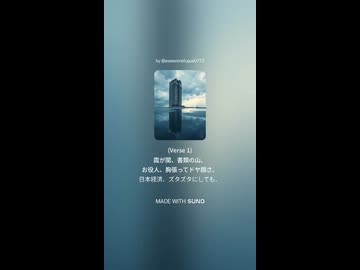 (Verse 1)
霞が関、書類の山、
お役人、胸張ってドヤ顔さ。
日本経済、ズタズタにしても、
MADE WITH SUNO